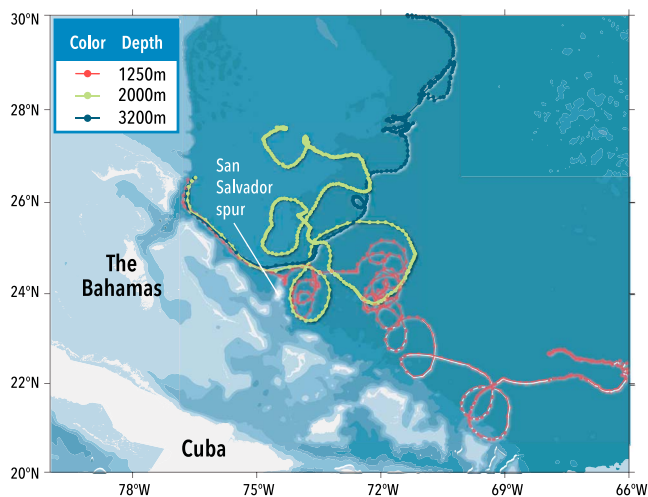 30°N
Color Depth
1250m
2000m
3200m
28°N
26°N
San
Salvador
spur
The
Bahamas
24°N
22°N
Cuba
20°N
78°W 75°W 72°W 69°W 66°W